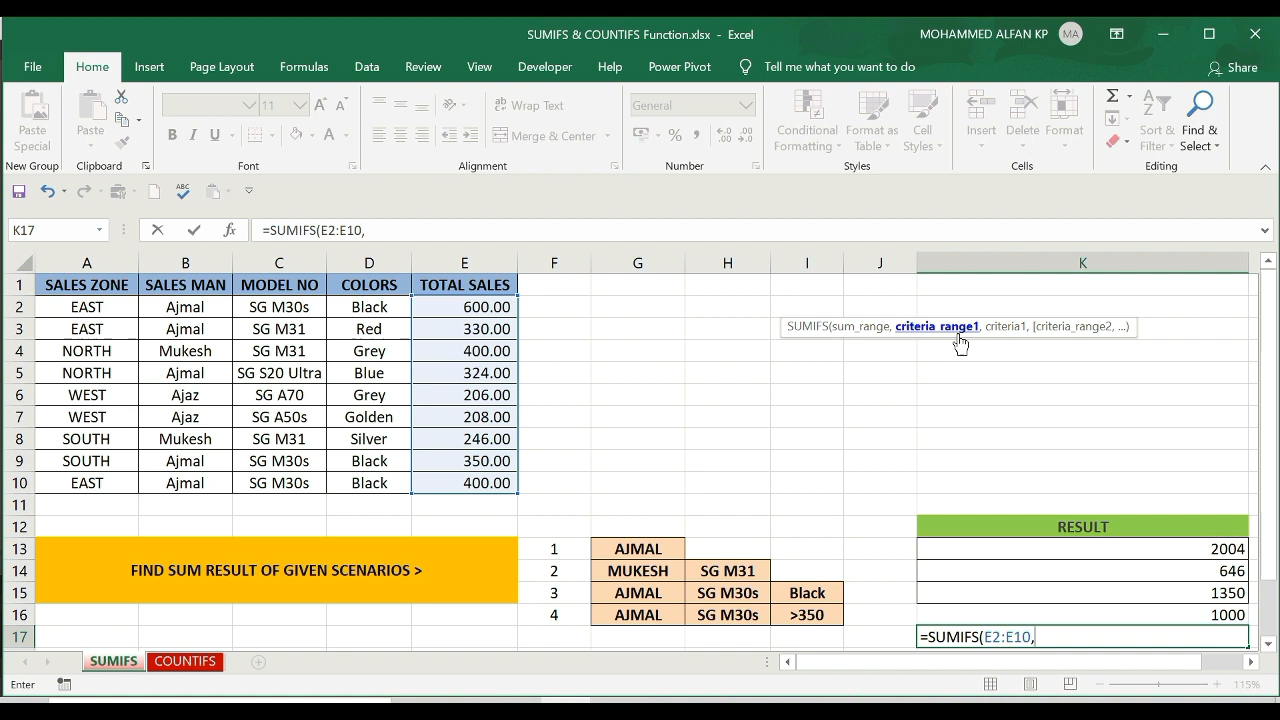 SUMIFS & COUNTIFS Function.xlsx - Excel
MOHAMMED ALFAN KP MA
File Home Insert Page Layout Formulas Data Review View Developer Help Power Pivot Tell me what you want to do Share
Paste Special
New Group
Paste
Clipboard
11 A A
B I U A
Font
ab Wrap Text
Merge & Center
Alignment
General
% ,
Number
Conditional Formatting
Formatas Table
Cell Styles
Styles
Insert Delete Format
Cells
Sort & Filter
Find & Select
Editing
K17 fx =SUMIFS(E2:E10,
A B C D E F G H I J K
1 SALES ZONE SALES MAN MODEL NO COLORS TOTAL SALES
2 EAST Ajmal SG M30s Black 600.00
3 EAST Ajmal SG M31 Red 330.00
SUMIFS(sum_range, criteria_range1, criteria1, [criteria_range2, ...)
4 NORTH Mukesh SG M31 Grey 400.00
5 NORTH Ajmal SG S20 Ultra Blue 324.00
6 WEST Ajaz SG A70 Grey 206.00
7 WEST Ajaz SG A50s Golden 208.00
8 SOUTH Mukesh SG M31 Silver 246.00
9 SOUTH Ajmal SG M30s Black 350.00
10 EAST Ajmal SG M30s Black 400.00
11
12 RESULT
13 1 AJMAL 2004
FIND SUM RESULT OF GIVEN SCENARIOS >
14 2 MUKESH SG M31 646
15 3 AJMAL SG M30s Black 1350
16 4 AJMAL SG M30s >350 1000
17 =SUMIFS(E2:E10,
SUMIFS COUNTIFS
Enter 115%